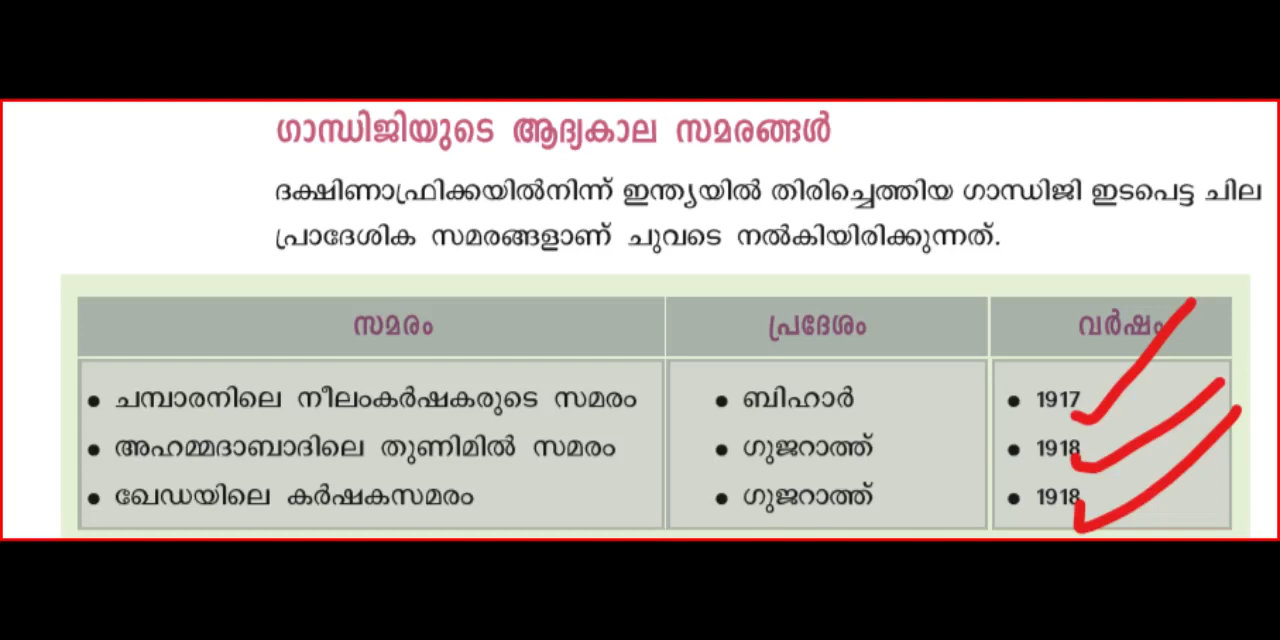 ഗാന്ധിജിയുടെ ആദ്യകാല സമരങ്ങൾ
ദക്ഷിണാഫ്രിക്കയിൽനിന്ന് ഇന്ത്യയിൽ തിരിച്ചെത്തിയ ഗാന്ധിജി ഇടപെട്ട ചില
പ്രാദേശിക സമരങ്ങളാണ് ചുവടെ നൽകിയിരിക്കുന്നത്.
സമരം പ്രദേശം വർഷം
• ചമ്പാരനിലെ നീലംകർഷകരുടെ സമരം • ബിഹാർ • 1917
• അഹമ്മദാബാദിലെ തുണിമിൽ സമരം • ഗുജറാത്ത് • 1918
• ഖേഡയിലെ കർഷകസമരം • ഗുജറാത്ത് • 1918